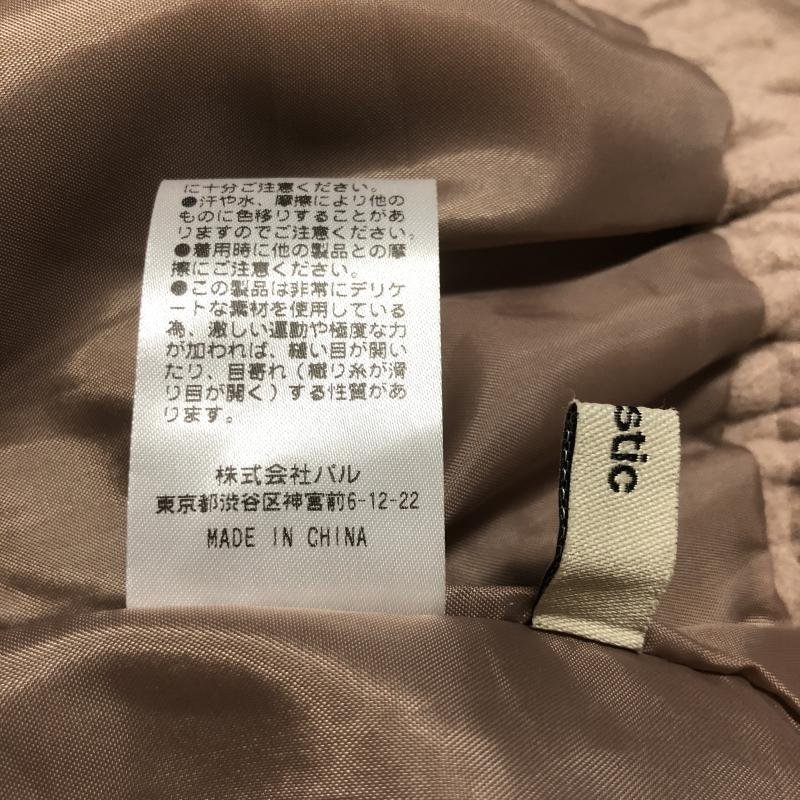 に十分ご注意ください。
●汗や水、摩擦により他の
ものに色移りすることがあ
りますのでご注意ください。
●着用時に他の製品との摩
擦にご注意ください。
●この製品は非常にデリケ
ートな素材を使用している
為、激しい運動や極度な力
が加われば、縫い目が開い
たり、目寄れ（織り糸が滑
り目が開く）する性質があ
ります。
株式会社パル
東京都渋谷区神宮前6-12-22
MADE IN CHINA
stic